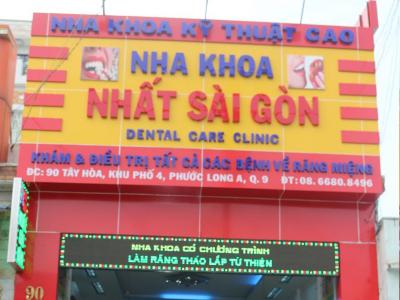 NHA KHOA KỸ THUẬT CAO
NHA KHOA
NHẤT SÀI GÒN
DENTAL CARE CLINIC
KHÁM & ĐIỀU TRỊ TẤT CẢ CÁC BỆNH VỀ RĂNG MIỆNG
ĐC: 90 TÂY HÒA, KHU PHỐ 4, PHƯỚC LONG A, Q. 9 ĐT: 08.6680.8496
NHA KHOA CÓ CHƯƠNG TRÌNH
LÀM RĂNG THÁO LẮP TỪ THIỆN
90